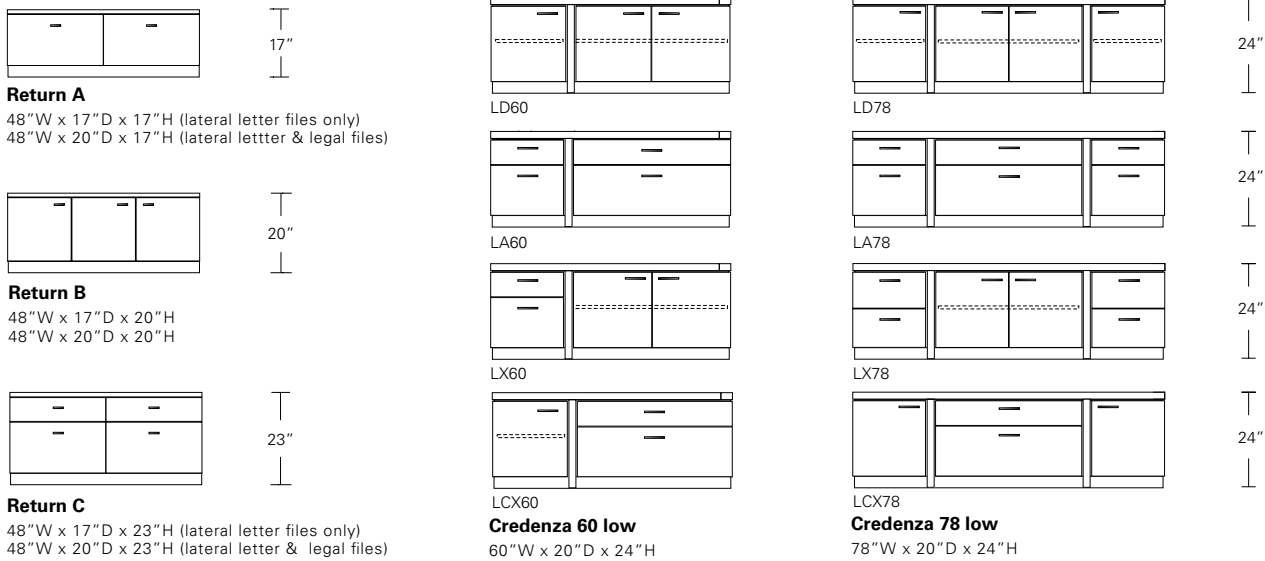 17”
Return A
48”W x 17”D x 17”H (lateral letter files only)
48”W x 20”D x 17”H (lateral lettter & legal files)
20”
Return B
48”W x 17”D x 20”H
48”W x 20”D x 20”H
23”
Return C
48”W x 17”D x 23”H (lateral letter files only)
48”W x 20”D x 23”H (lateral letter & legal files)
LD60
LA60
LX60
LCX60
Credenza 60 low
60”W x 20”D x 24”H
24”
LD78
24”
LA78
24”
LX78
24”
LCX78
Credenza 78 low
78”W x 20”D x 24”H